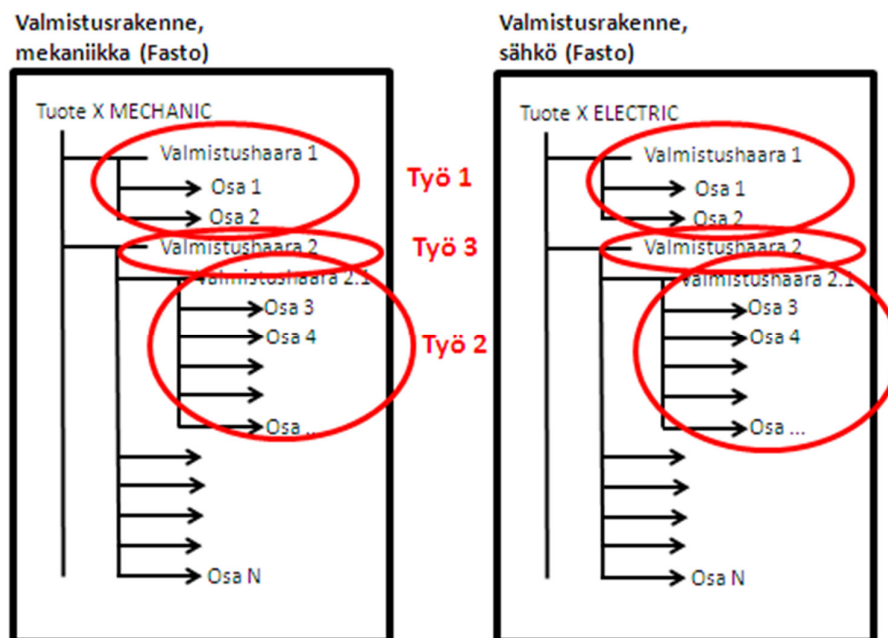 Valmistusrakenne,
mekaniikka (Fasto)
Tuote X MECHANIC
Valmistushaara 1
Osa 1
Osa 2
Valmistushaara 2
Valmistushaara 2.1
Osa 3
Osa 4
Osa ...
Osa N
Työ 1
Työ 3
Työ 2
Valmistusrakenne,
sähkö (Fasto)
Tuote X ELECTRIC
Valmistushaara 1
Osa 1
Osa 2
Valmistushaara 2
Valmistushaara 2.1
Osa 3
Osa 4
Osa ...
Osa N